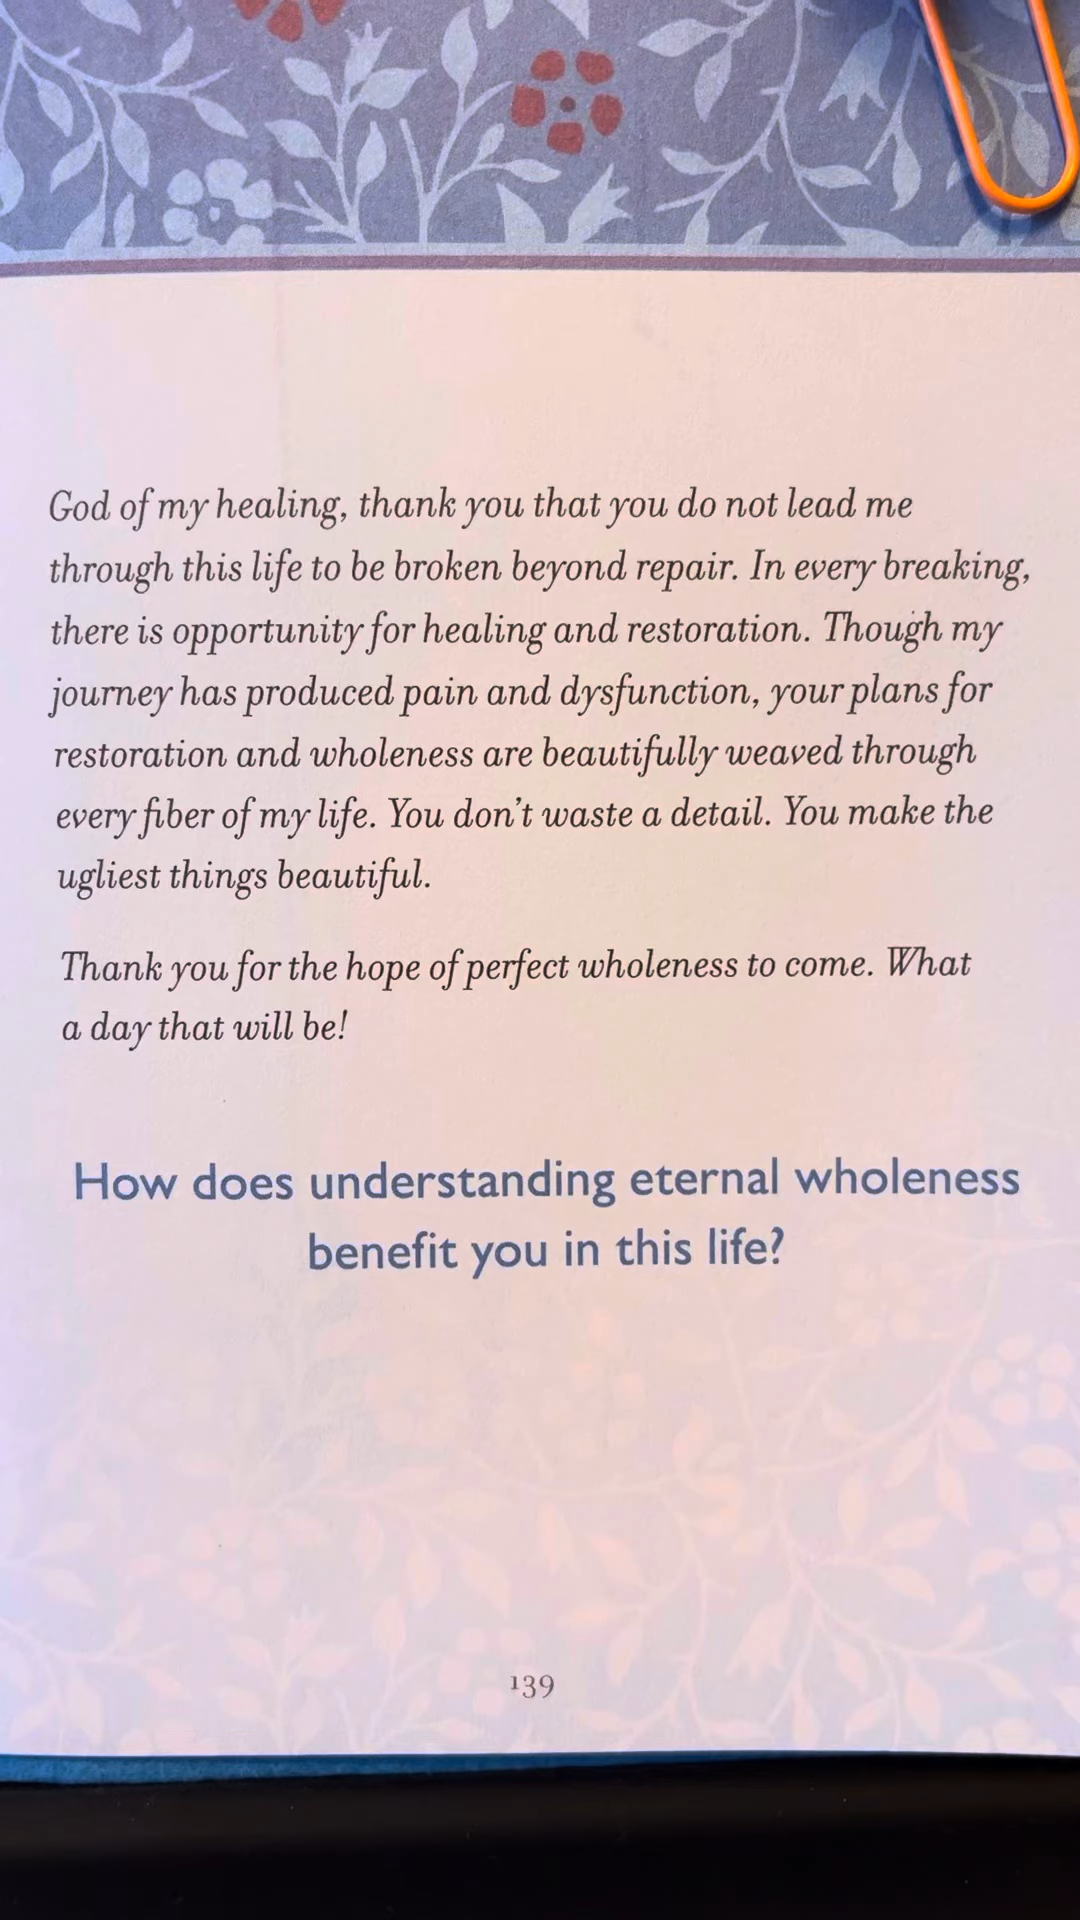 God of my healing, thank you that you do not lead me
through this life to be broken beyond repair. In every breaking,
there is opportunity for healing and restoration. Though my
journey has produced pain and dysfunction, your plans for
restoration and wholeness are beautifully weaved through
every fiber of my life. You don't waste a detail. You make the
ugliest things beautiful.
Thank you for the hope of perfect wholeness to come. What
a day that will be!
How does understanding eternal wholeness
benefit you in this life?
139